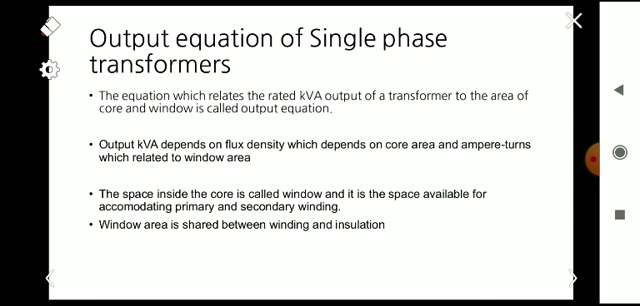 Output equation of Single phase
transformers
• The equation which relates the rated kVA output of a transformer to the area of
core and window is called output equation.
• Output kVA depends on flux density which depends on core area and ampere-turns
which related to window area
• The space inside the core is called window and it is the space available for
accomodating primary and secondary winding.
• Window area is shared between winding and insulation